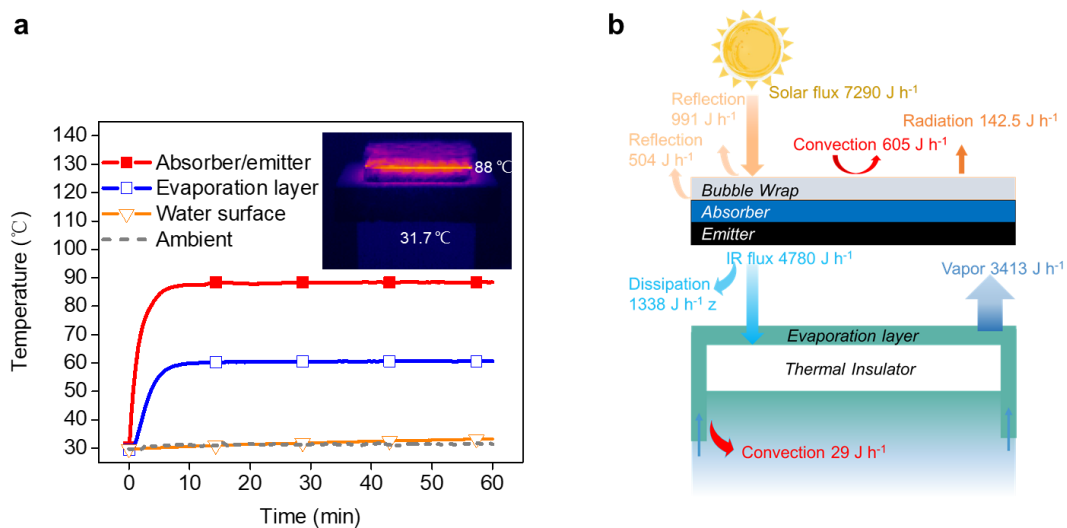 a
140
130
120
110
100
90
80
70
60
50
40
30
Temperature (℃)
Absorber/emitter
Evaporation layer
Water surface
Ambient
88 ℃
31.7 ℃
0
10
20
30
40
50
60
Time (min)
b
Solar flux 7290 J h⁻¹
Reflection
991 J h⁻¹
Reflection
504 J h⁻¹
Convection 605 J h⁻¹
Radiation 142.5 J h⁻¹
Bubble Wrap
Absorber
Emitter
IR flux 4780 J h⁻¹
Dissipation
1338 J h⁻¹ z
Vapor 3413 J h⁻¹
Evaporation layer
Thermal Insulator
Convection 29 J h⁻¹